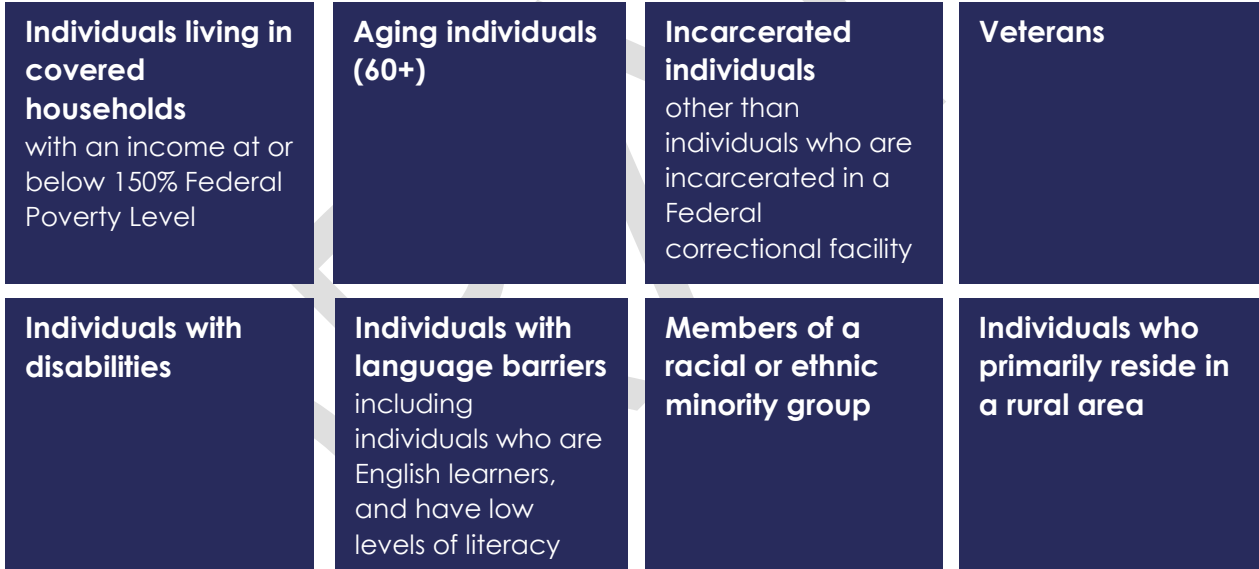 Individuals living in
covered
households
with an income at or
below 150% Federal
Poverty Level
Aging individuals
(60+)
Incarcerated
individuals
other than
individuals who are
incarcerated in a
Federal
correctional facility
Veterans
Individuals with
disabilities
Individuals with
language barriers
including
individuals who are
English learners,
and have low
levels of literacy
Members of a
racial or ethnic
minority group
Individuals who
primarily reside in
a rural area